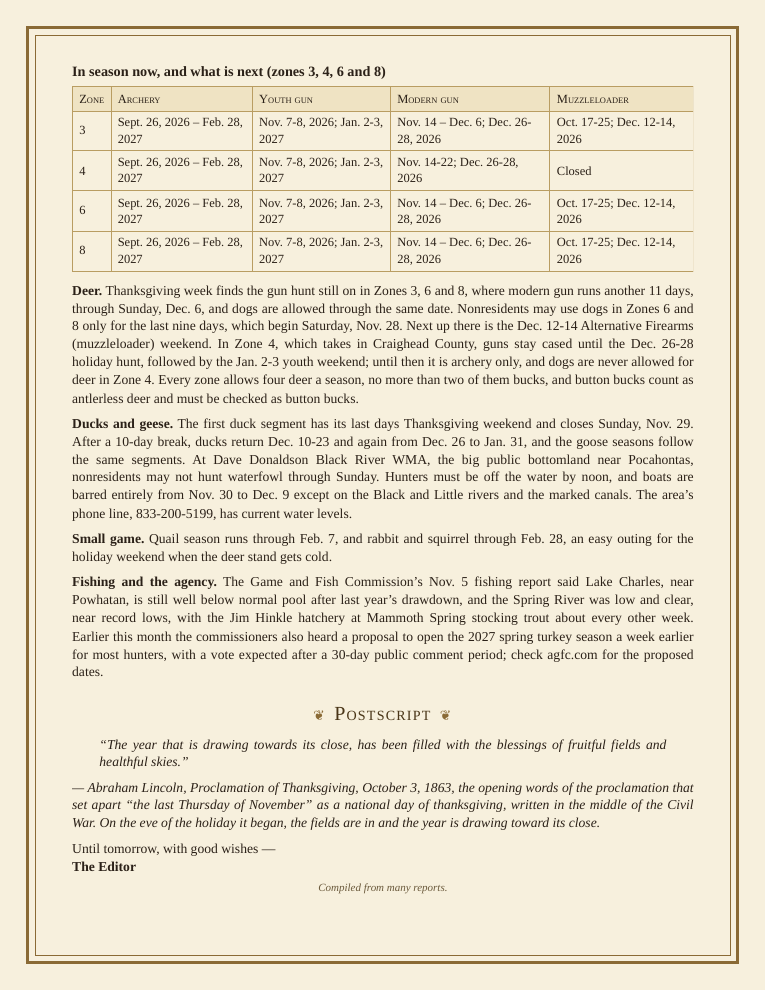 In season now, and what is next (zones 3, 4, 6 and 8)
Zone Archery Youth gun Modern gun Muzzleloader
3 Sept. 26, 2026 – Feb. 28, 2027 Nov. 7-8, 2026; Jan. 2-3, 2027 Nov. 14 – Dec. 6; Dec. 26-28, 2026 Oct. 17-25; Dec. 12-14, 2026
4 Sept. 26, 2026 – Feb. 28, 2027 Nov. 7-8, 2026; Jan. 2-3, 2027 Nov. 14-22; Dec. 26-28, 2026 Closed
6 Sept. 26, 2026 – Feb. 28, 2027 Nov. 7-8, 2026; Jan. 2-3, 2027 Nov. 14 – Dec. 6; Dec. 26-28, 2026 Oct. 17-25; Dec. 12-14, 2026
8 Sept. 26, 2026 – Feb. 28, 2027 Nov. 7-8, 2026; Jan. 2-3, 2027 Nov. 14 – Dec. 6; Dec. 26-28, 2026 Oct. 17-25; Dec. 12-14, 2026
Deer. Thanksgiving week finds the gun hunt still on in Zones 3, 6 and 8, where modern gun runs another 11 days,
through Sunday, Dec. 6, and dogs are allowed through the same date. Nonresidents may use dogs in Zones 6 and
8 only for the last nine days, which begin Saturday, Nov. 28. Next up there is the Dec. 12-14 Alternative Firearms
(muzzleloader) weekend. In Zone 4, which takes in Craighead County, guns stay cased until the Dec. 26-28
holiday hunt, followed by the Jan. 2-3 youth weekend; until then it is archery only, and dogs are never allowed for
deer in Zone 4. Every zone allows four deer a season, no more than two of them bucks, and button bucks count as
antlerless deer and must be checked as button bucks.
Ducks and geese. The first duck segment has its last days Thanksgiving weekend and closes Sunday, Nov. 29.
After a 10-day break, ducks return Dec. 10-23 and again from Dec. 26 to Jan. 31, and the goose seasons follow
the same segments. At Dave Donaldson Black River WMA, the big public bottomland near Pocahontas,
nonresidents may not hunt waterfowl through Sunday. Hunters must be off the water by noon, and boats are
barred entirely from Nov. 30 to Dec. 9 except on the Black and Little rivers and the marked canals. The area’s
phone line, 833-200-5199, has current water levels.
Small game. Quail season runs through Feb. 7, and rabbit and squirrel through Feb. 28, an easy outing for the
holiday weekend when the deer stand gets cold.
Fishing and the agency. The Game and Fish Commission’s Nov. 5 fishing report said Lake Charles, near
Powhatan, is still well below normal pool after last year’s drawdown, and the Spring River was low and clear,
near record lows, with the Jim Hinkle hatchery at Mammoth Spring stocking trout about every other week.
Earlier this month the commissioners also heard a proposal to open the 2027 spring turkey season a week earlier
for most hunters, with a vote expected after a 30-day public comment period; check agfc.com for the proposed
dates.
❦ Postscript ❦
“The year that is drawing towards its close, has been filled with the blessings of fruitful fields and
healthful skies.”
— Abraham Lincoln, Proclamation of Thanksgiving, October 3, 1863, the opening words of the proclamation that
set apart “the last Thursday of November” as a national day of thanksgiving, written in the middle of the Civil
War. On the eve of the holiday it began, the fields are in and the year is drawing toward its close.
Until tomorrow, with good wishes —
The Editor
Compiled from many reports.